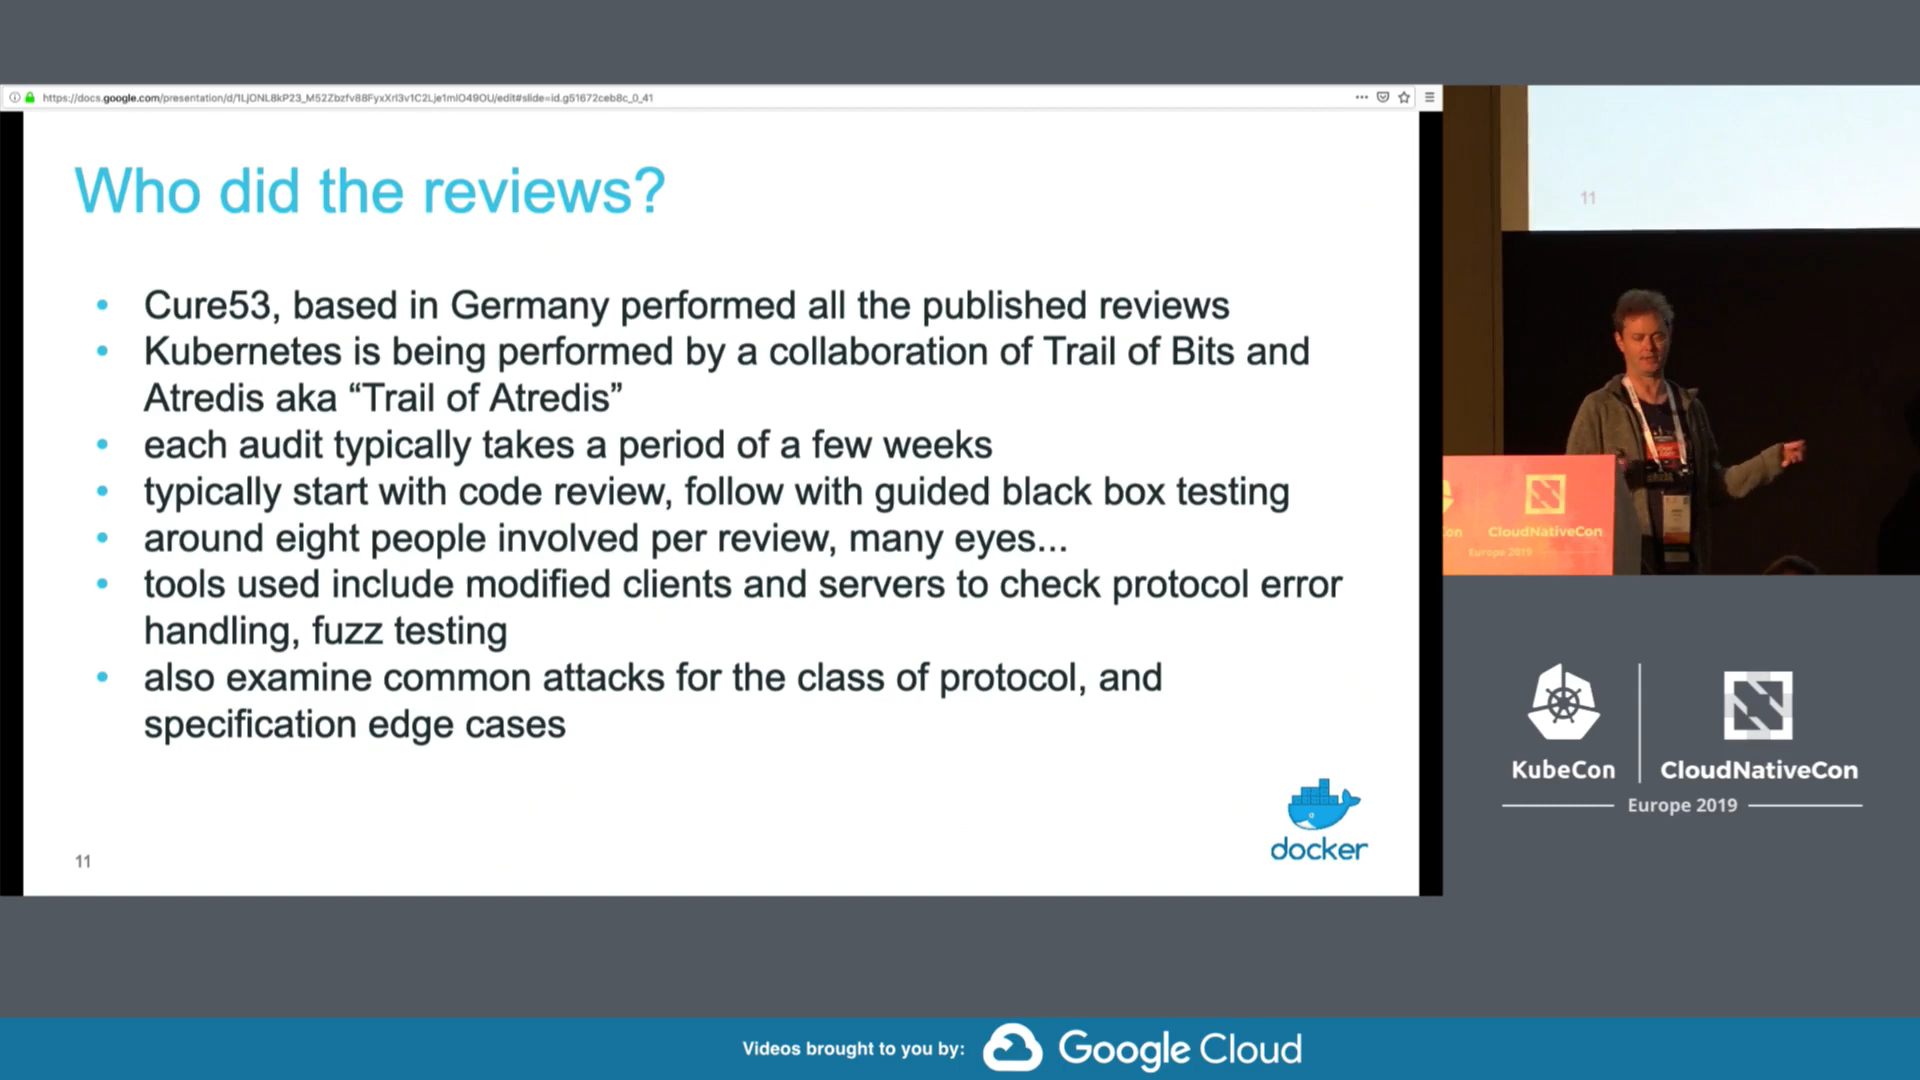 https://docs.google.com/presentation/d/1LjONL8kP23_M52Zbzfv88FyxXrl3v1C2Lje1mlO49OU/edit#slide=id.g51672ceb8c_0_41
Who did the reviews?
• Cure53, based in Germany performed all the published reviews
• Kubernetes is being performed by a collaboration of Trail of Bits and
Atredis aka “Trail of Atredis”
• each audit typically takes a period of a few weeks
• typically start with code review, follow with guided black box testing
• around eight people involved per review, many eyes...
• tools used include modified clients and servers to check protocol error
handling, fuzz testing
• also examine common attacks for the class of protocol, and
specification edge cases
docker
11
11
Con CloudNativeCon
Europe 2019
KubeCon CloudNativeCon
Europe 2019
Videos brought to you by: Google Cloud